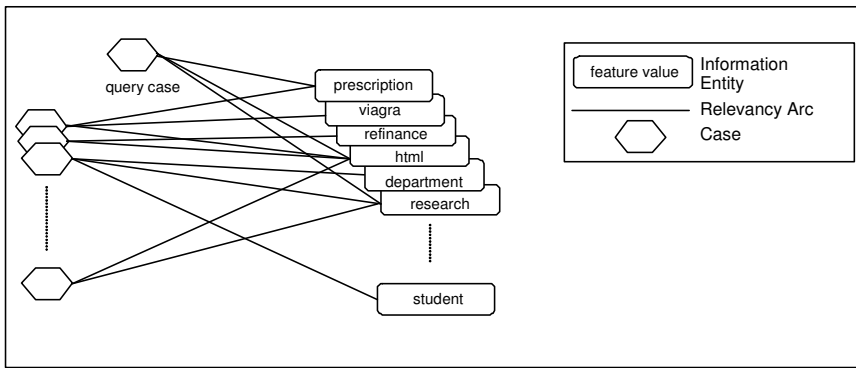 query case
prescription
viagra
refinance
html
department
research
student
feature value
Information
Entity
Relevancy Arc
Case